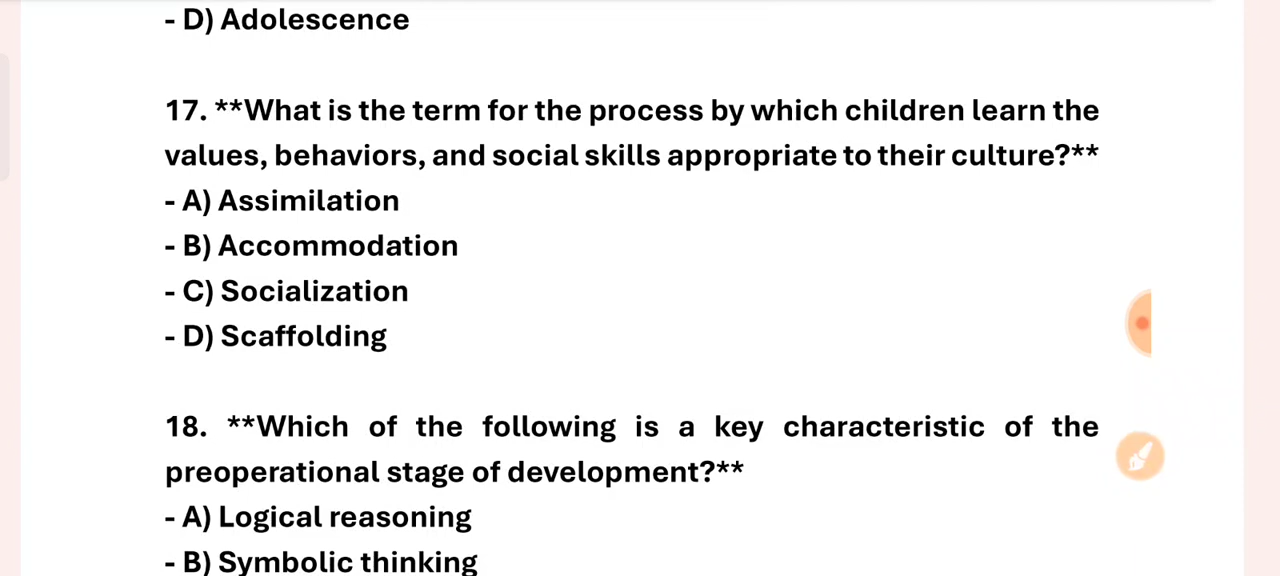 - D) Adolescence
17. **What is the term for the process by which children learn the
values, behaviors, and social skills appropriate to their culture?**
- A) Assimilation
- B) Accommodation
- C) Socialization
- D) Scaffolding
18. **Which of the following is a key characteristic of the
preoperational stage of development?**
- A) Logical reasoning
- B) Symbolic thinking